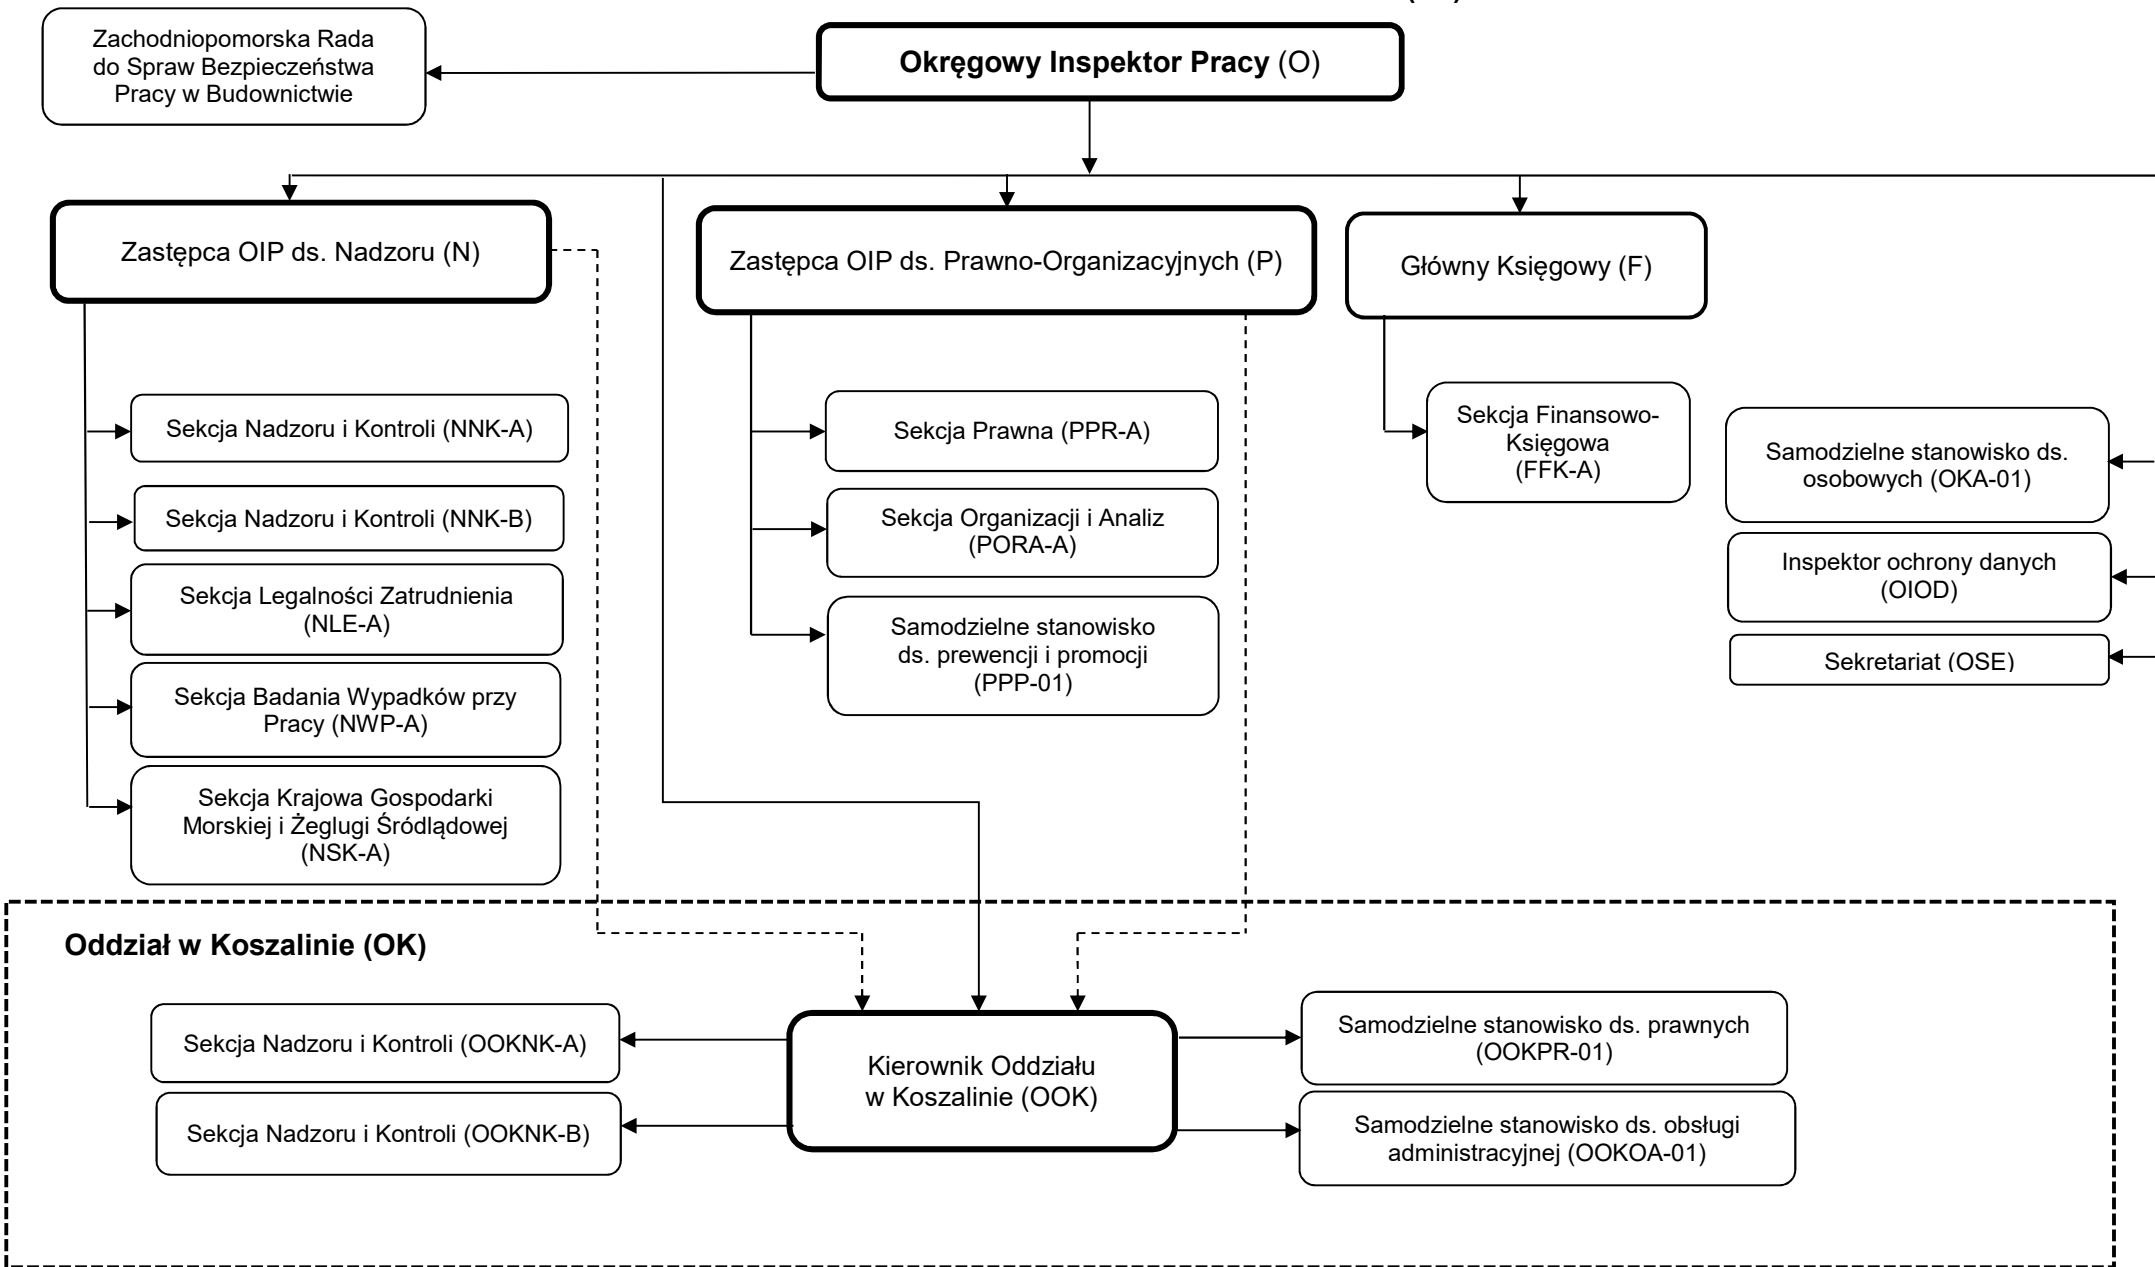 Zachodniopomorska Rada
do Spraw Bezpieczeństwa
Pracy w Budownictwie
Okręgowy Inspektor Pracy (O)
Zastępca OIP ds. Nadzoru (N)
Zastępca OIP ds. Prawno-Organizacyjnych (P)
Główny Księgowy (F)
Sekcja Nadzoru i Kontroli (NNK-A)
Sekcja Nadzoru i Kontroli (NNK-B)
Sekcja Legalności Zatrudnienia
(NLE-A)
Sekcja Badania Wypadków przy
Pracy (NWP-A)
Sekcja Krajowa Gospodarki
Morskiej i Żeglugi Śródlądowej
(NSK-A)
Sekcja Prawna (PPR-A)
Sekcja Organizacji i Analiz
(PORA-A)
Samodzielne stanowisko
ds. prewencji i promocji
(PPP-01)
Sekcja Finansowo-
Księgowa
(FFK-A)
Samodzielne stanowisko ds.
osobowych (OKA-01)
Inspektor ochrony danych
(OIOD)
Sekretariat (OSE)
Oddział w Koszalinie (OK)
Sekcja Nadzoru i Kontroli (OOKNK-A)
Sekcja Nadzoru i Kontroli (OOKNK-B)
Kierownik Oddziału
w Koszalinie (OOK)
Samodzielne stanowisko ds. prawnych
(OOKPR-01)
Samodzielne stanowisko ds. obsługi
administracyjnej (OOKOA-01)